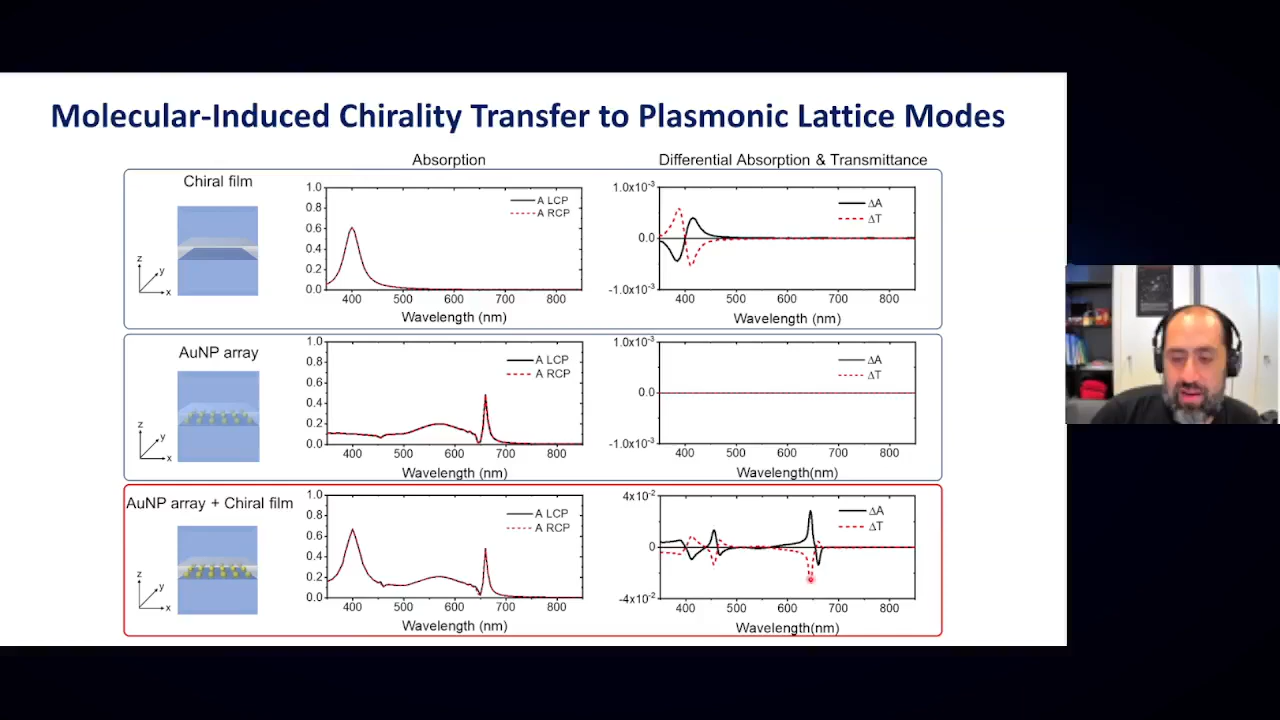 Molecular-Induced Chirality Transfer to Plasmonic Lattice Modes
Absorption
Differential Absorption & Transmittance
Chiral film
z
y
x
1.0
0.8
0.6
0.4
0.2
0.0
A LCP
A RCP
400 500 600 700 800
Wavelength (nm)
1.0x10⁻³
0.0
-1.0x10⁻³
ΔA
ΔT
400 500 600 700 800
Wavelength (nm)
AuNP array
z
y
x
1.0
0.8
0.6
0.4
0.2
0.0
A LCP
A RCP
400 500 600 700 800
Wavelength (nm)
1.0x10⁻³
0.0
-1.0x10⁻³
ΔA
ΔT
400 500 600 700 800
Wavelength(nm)
AuNP array + Chiral film
z
y
x
1.0
0.8
0.6
0.4
0.2
0.0
A LCP
A RCP
400 500 600 700 800
Wavelength (nm)
4x10⁻²
0
-4x10⁻²
ΔA
ΔT
400 500 600 700 800
Wavelength(nm)